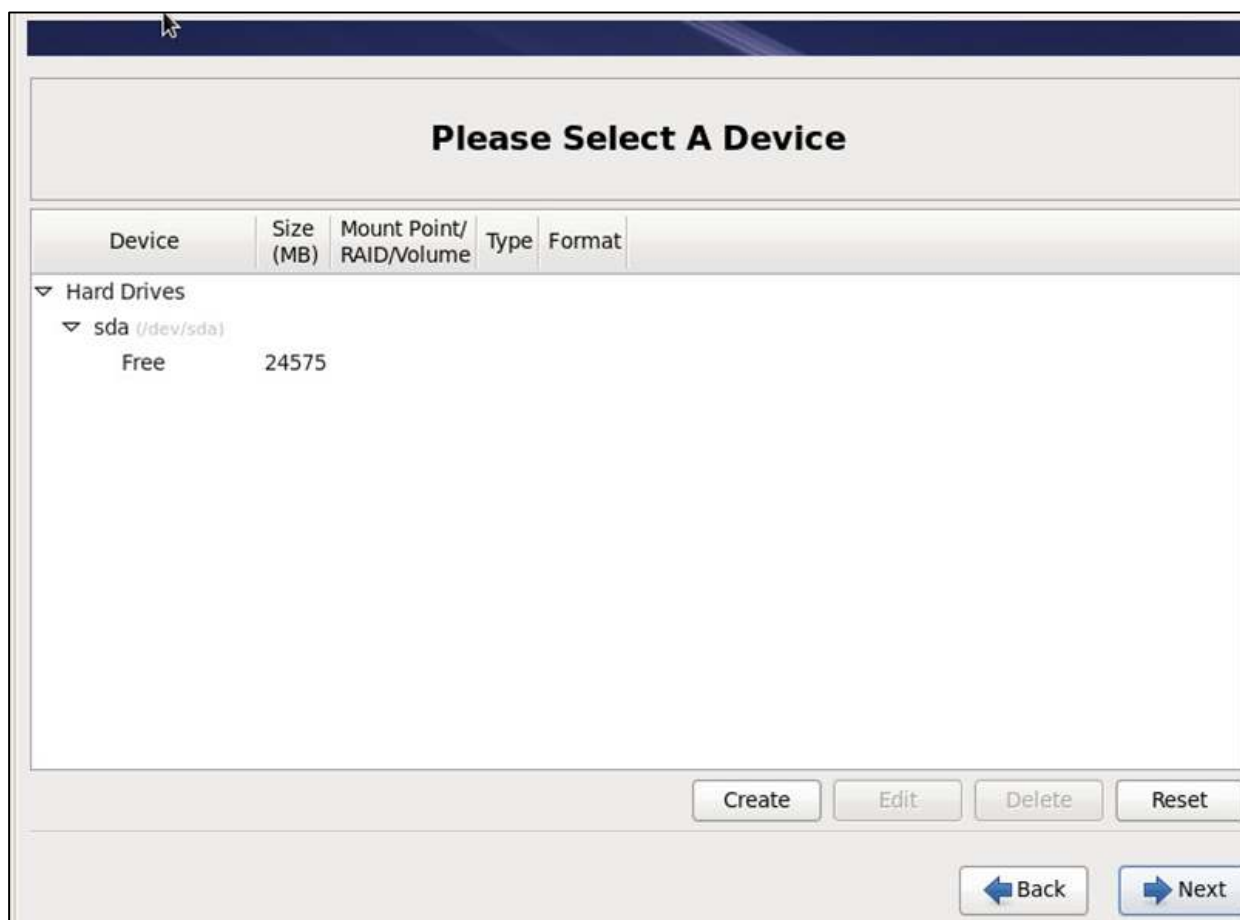 Please Select A Device
Device Size (MB) Mount Point/ RAID/Volume Type Format
Hard Drives
sda (/dev/sda)
Free 24575
Create Edit Delete Reset
Back Next